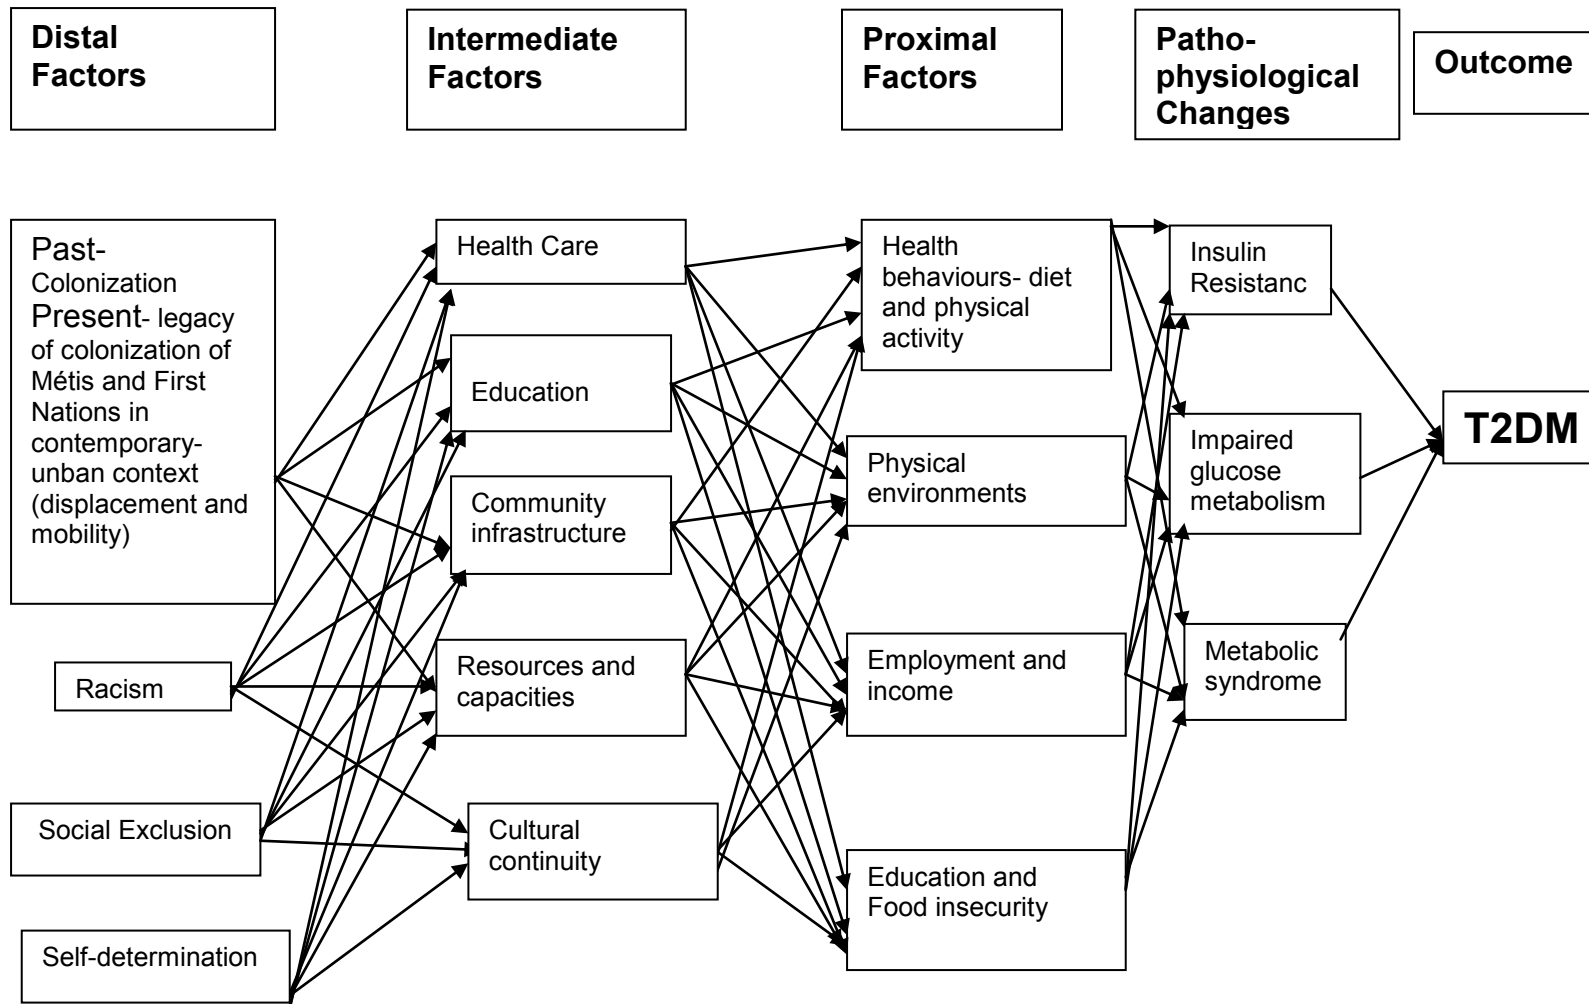 Distal
Factors
Intermediate
Factors
Proximal
Factors
Patho-
physiological
Changes
Outcome
Past-
Colonization
Present- legacy
of colonization of
Métis and First
Nations in
contemporary-
unban context
(displacement and
mobility)
Racism
Social Exclusion
Self-determination
Health Care
Education
Community
infrastructure
Resources and
capacities
Cultural
continuity
Health
behaviours- diet
and physical
activity
Physical
environments
Employment and
income
Education and
Food insecurity
Insulin
Resistanc
Impaired
glucose
metabolism
Metabolic
syndrome
T2DM